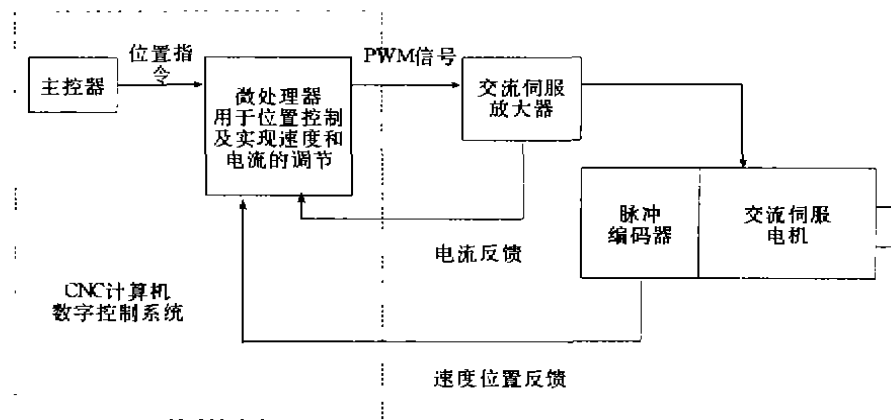 位置指
令
PWM信号
主控器
微处理器
用于位置控制
及实现速度和
电流的调节
交流伺服
放大器
脉冲
编码器
交流伺服
电机
电流反馈
CNC计算机
数字控制系统
速度位置反馈